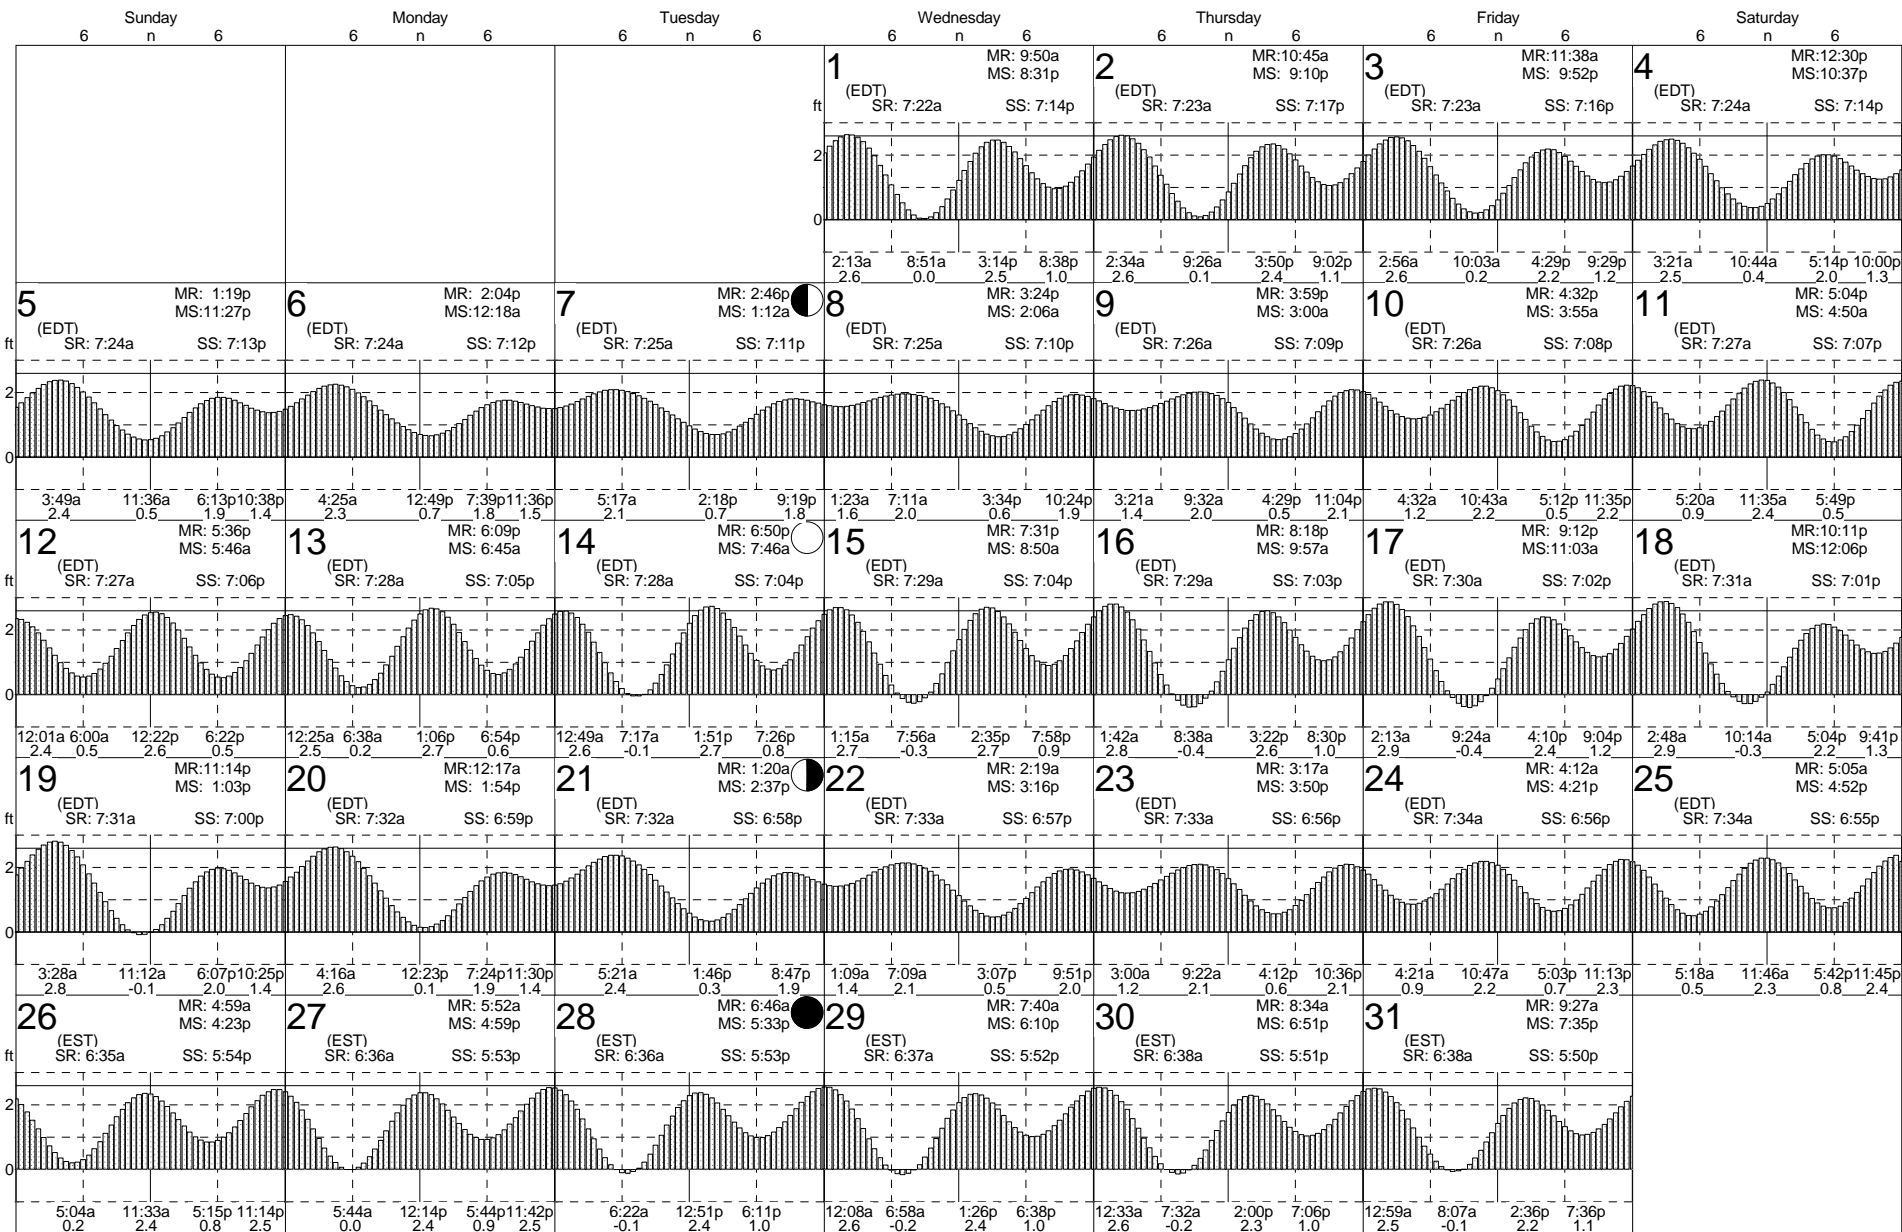 Sunday Monday Tuesday Wednesday Thursday Friday Saturday
6 n 6 6 n 6 6 n 6 6 n 6 6 n 6 6 n 6 6 n 6
1 MR: 9:50a 2 MR:10:45a 3 MR:11:38a 4 MR:12:30p
MS: 8:31p MS: 9:10p MS: 9:52p MS:10:37p
(EDT) (EDT) (EDT) (EDT)
ft SR: 7:22a SS: 7:14p SR: 7:23a SS: 7:17p SR: 7:23a SS: 7:16p SR: 7:24a SS: 7:14p
2
0
2:13a 8:51a 3:14p 8:38p 2:34a 9:26a 3:50p 9:02p 2:56a 10:03a 4:29p 9:29p 3:21a 10:44a 5:14p 10:00p
2.6 0.0 2.5 1.0 2.6 0.1 2.4 1.1 2.6 0.2 2.2 1.2 2.5 0.4 2.0 1.3
5 MR: 1:19p 6 MR: 2:04p 7 MR: 2:46p 8 MR: 3:24p 9 MR: 3:59p 10 MR: 4:32p 11 MR: 5:04p
MS:11:27p MS:12:18a MS: 1:12a MS: 2:06a MS: 3:00a MS: 3:55a MS: 4:50a
(EDT) (EDT) (EDT) (EDT) (EDT) (EDT) (EDT)
ft SR: 7:24a SS: 7:13p SR: 7:24a SS: 7:12p SR: 7:25a SS: 7:11p SR: 7:25a SS: 7:10p SR: 7:26a SS: 7:09p SR: 7:26a SS: 7:08p SR: 7:27a SS: 7:07p
2
0
3:49a 11:36a 6:13p 10:38p 4:25a 12:49p 7:39p 11:36p 5:17a 2:18p 9:19p 1:23a 7:11a 3:34p 10:24p 3:21a 9:32a 4:29p 11:04p 4:32a 10:43a 5:12p 11:35p 5:20a 11:35a 5:49p
2.4 0.5 1.9 1.4 2.3 0.7 1.8 1.5 2.1 0.7 1.8 1.6 2.0 0.6 1.9 1.4 2.0 0.5 2.1 1.2 2.2 0.5 2.2 0.9 2.4 0.5
12 MR: 5:36p 13 MR: 6:09p 14 MR: 6:50p 15 MR: 7:31p 16 MR: 8:18p 17 MR: 9:12p 18 MR:10:11p
MS: 5:46a MS: 6:45a MS: 7:46a MS: 8:50a MS: 9:57a MS:11:03a MS:12:06p
(EDT) (EDT) (EDT) (EDT) (EDT) (EDT) (EDT)
ft SR: 7:27a SS: 7:06p SR: 7:28a SS: 7:05p SR: 7:28a SS: 7:04p SR: 7:29a SS: 7:04p SR: 7:29a SS: 7:03p SR: 7:30a SS: 7:02p SR: 7:31a SS: 7:01p
2
0
12:01a 6:00a 12:22p 6:22p 12:25a 6:38a 1:06p 6:54p 12:49a 7:17a 1:51p 7:26p 1:15a 7:56a 2:35p 7:58p 1:42a 8:38a 3:22p 8:30p 2:13a 9:24a 4:10p 9:04p 2:48a 10:14a 5:04p 9:41p
2.4 0.5 2.6 0.5 2.5 0.2 2.7 0.6 2.6 -0.1 2.7 0.8 2.7 -0.3 2.7 0.9 2.8 -0.4 2.6 1.0 2.9 -0.4 2.4 1.2 2.9 -0.3 2.2 1.3
19 MR:11:14p 20 MR:12:17a 21 MR: 1:20a 22 MR: 2:19a 23 MR: 3:17a 24 MR: 4:12a 25 MR: 5:05a
MS: 1:03p MS: 1:54p MS: 2:37p MS: 3:16p MS: 3:50p MS: 4:21p MS: 4:52p
(EDT) (EDT) (EDT) (EDT) (EDT) (EDT) (EDT)
ft SR: 7:31a SS: 7:00p SR: 7:32a SS: 6:59p SR: 7:32a SS: 6:58p SR: 7:33a SS: 6:57p SR: 7:33a SS: 6:56p SR: 7:34a SS: 6:56p SR: 7:34a SS: 6:55p
2
0
3:28a 11:12a 6:07p 10:25p 4:16a 12:23p 7:24p 11:30p 5:21a 1:46p 8:47p 1:09a 7:09a 3:07p 9:51p 3:00a 9:22a 4:12p 10:36p 4:21a 10:47a 5:03p 11:13p 5:18a 11:46a 5:42p 11:45p
2.8 -0.1 2.0 1.4 2.6 0.1 1.9 1.4 2.4 0.3 1.9 1.4 2.1 0.5 2.0 1.2 2.1 0.6 2.1 0.9 2.2 0.7 2.3 0.5 2.3 0.8 2.4
26 MR: 4:59a 27 MR: 5:52a 28 MR: 6:46a 29 MR: 7:40a 30 MR: 8:34a 31 MR: 9:27a
MS: 4:23p MS: 4:59p MS: 5:33p MS: 6:10p MS: 6:51p MS: 7:35p
(EST) (EST) (EST) (EST) (EST) (EST)
ft SR: 6:35a SS: 5:54p SR: 6:36a SS: 5:53p SR: 6:36a SS: 5:53p SR: 6:37a SS: 5:52p SR: 6:38a SS: 5:51p SR: 6:38a SS: 5:50p
2
0
5:04a 11:33a 5:15p 11:14p 5:44a 12:14p 5:44p 11:42p 6:22a 12:51p 6:11p 12:08a 6:58a 1:26p 6:38p 12:33a 7:32a 2:00p 7:06p 12:59a 8:07a 2:36p 7:36p
0.2 2.4 0.8 2.5 0.0 2.4 0.9 2.5 -0.1 2.4 1.0 2.6 -0.2 2.4 1.0 2.6 -0.2 2.3 1.0 2.5 -0.1 2.2 1.1